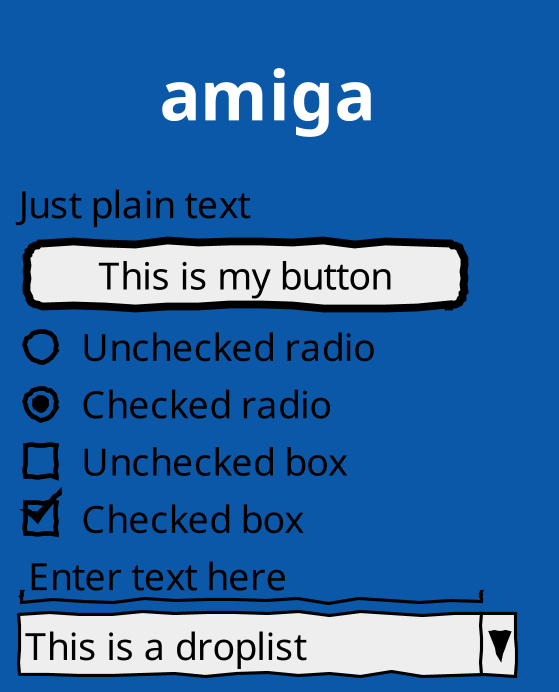 amiga
Just plain text
This is my button
Unchecked radio
Checked radio
Unchecked box
Checked box
Enter text here
This is a droplist